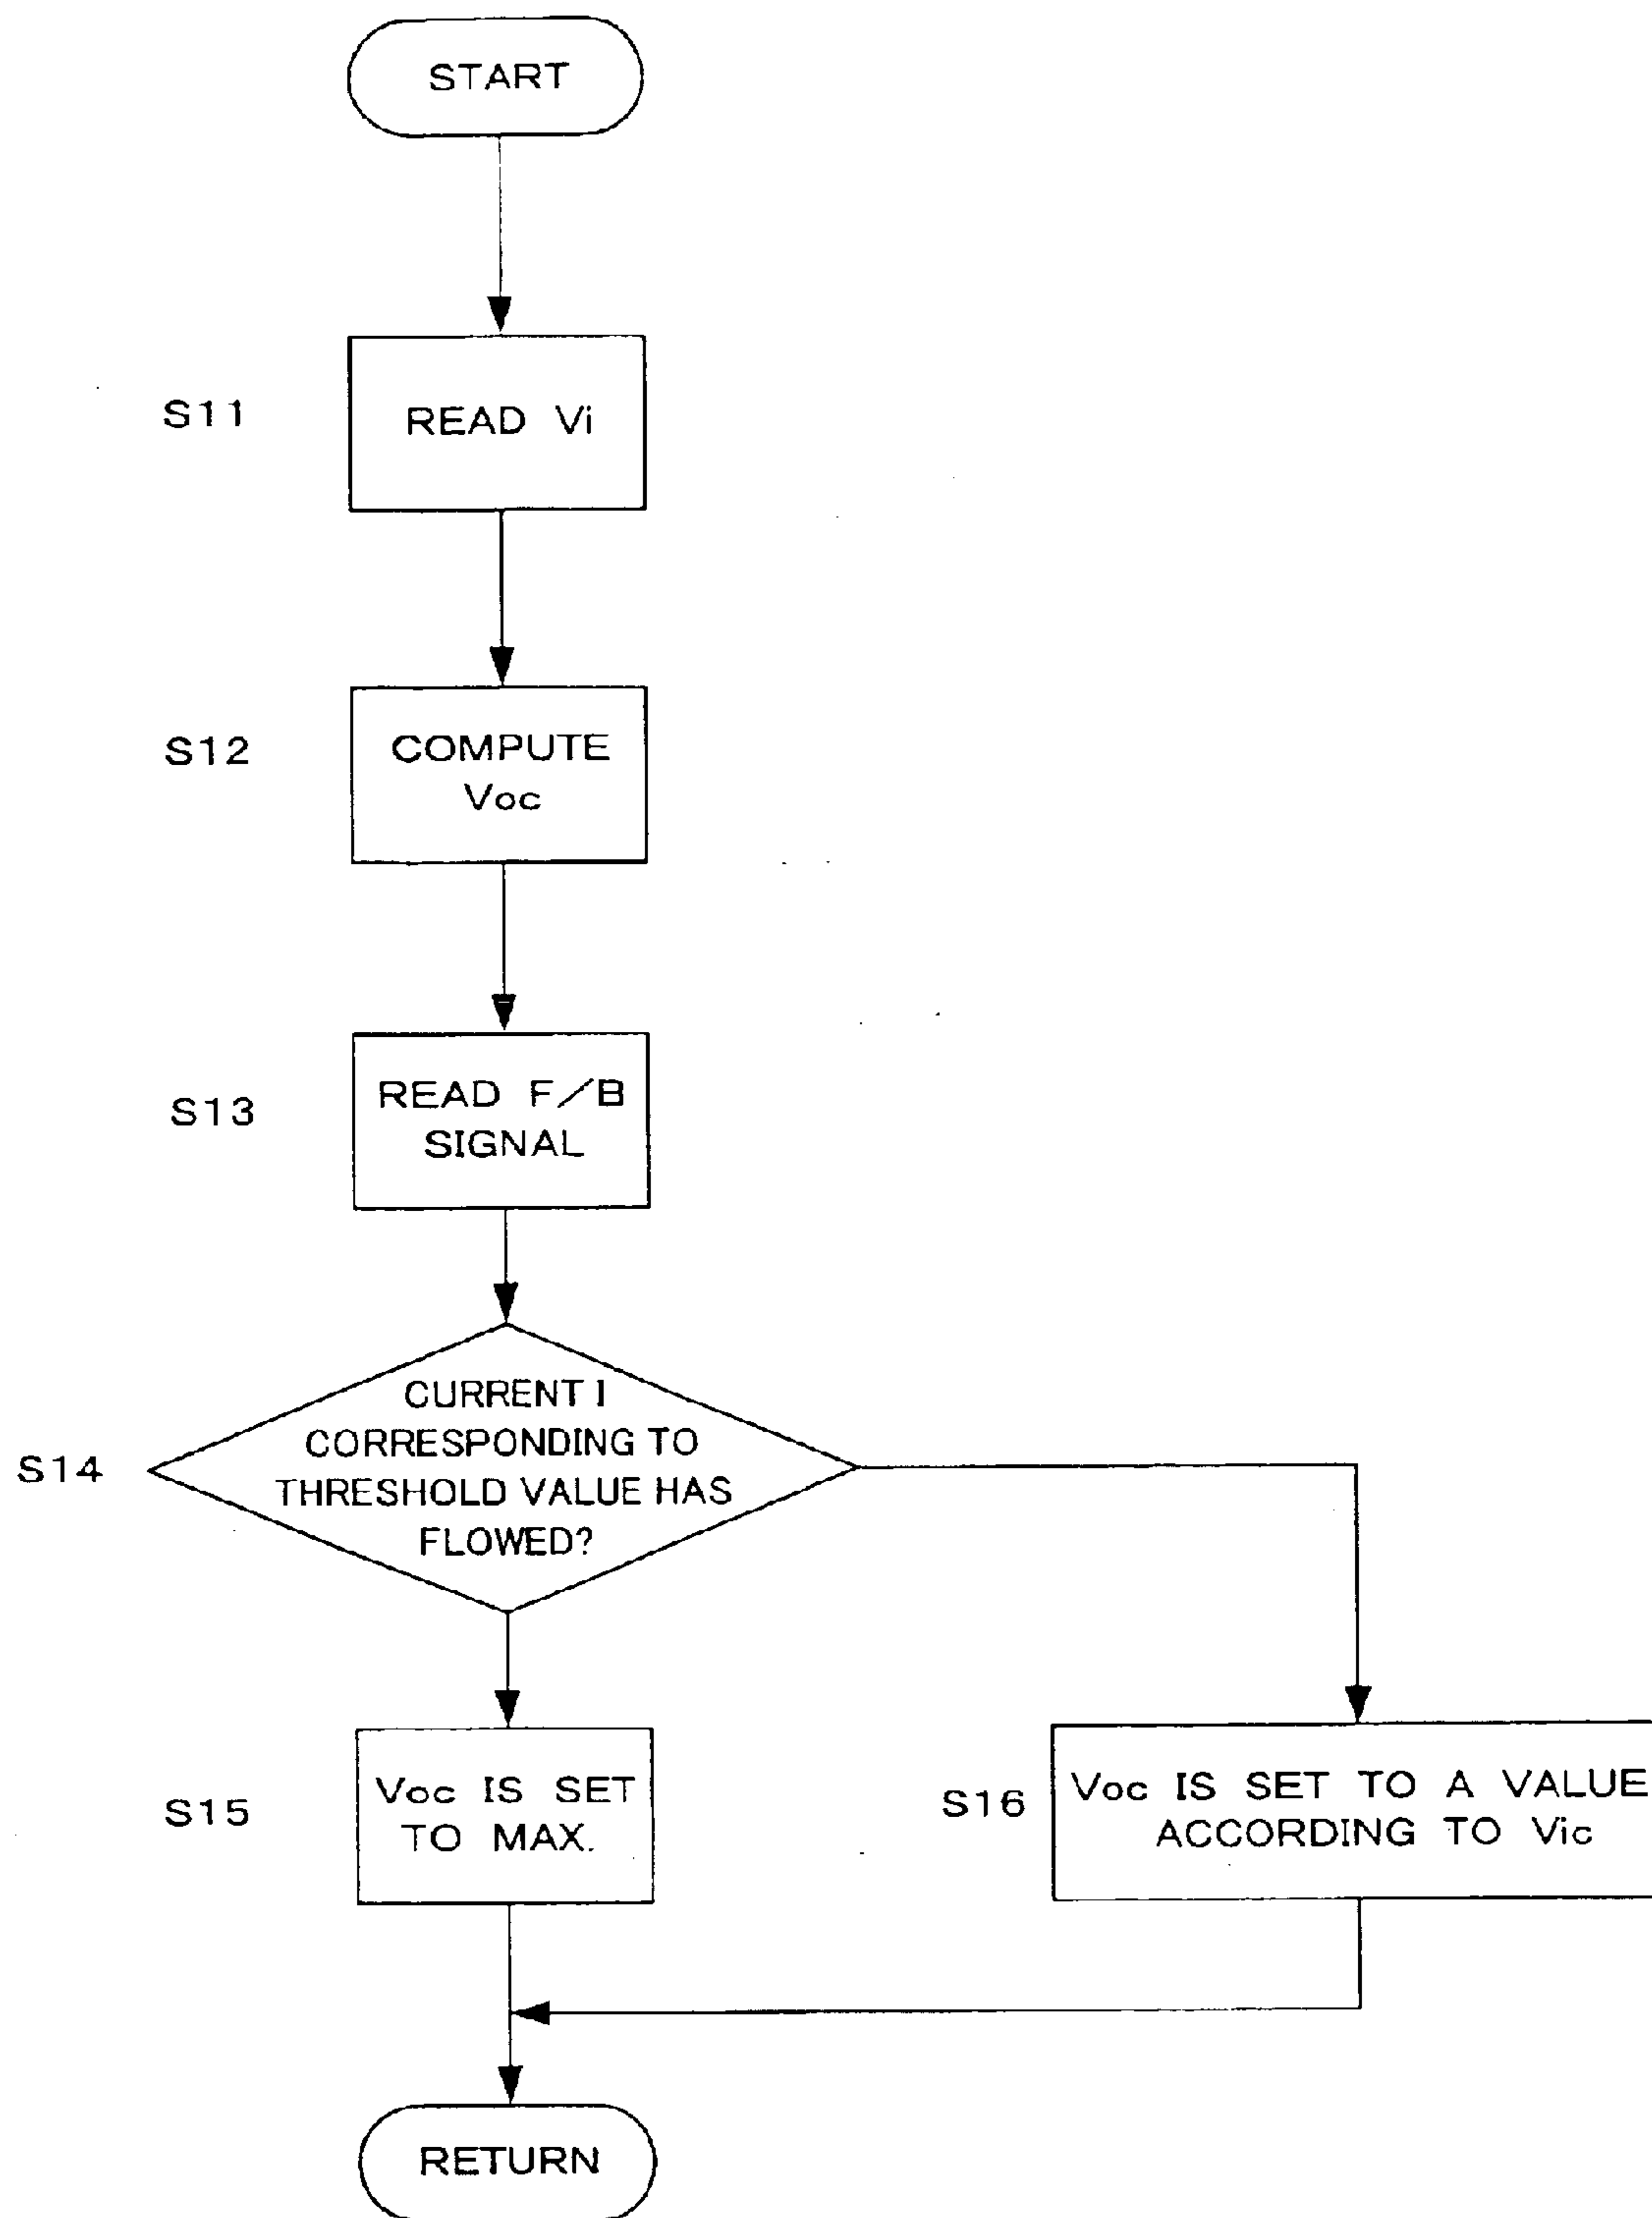 START
S11
READ Vi
S12
COMPUTE
Voc
S13
READ F/B
SIGNAL
S14
CURRENT I
CORRESPONDING TO
THRESHOLD VALUE HAS
FLOWED?
S15
Voc IS SET
TO MAX.
S16
Voc IS SET TO A VALUE
ACCORDING TO Vic
RETURN